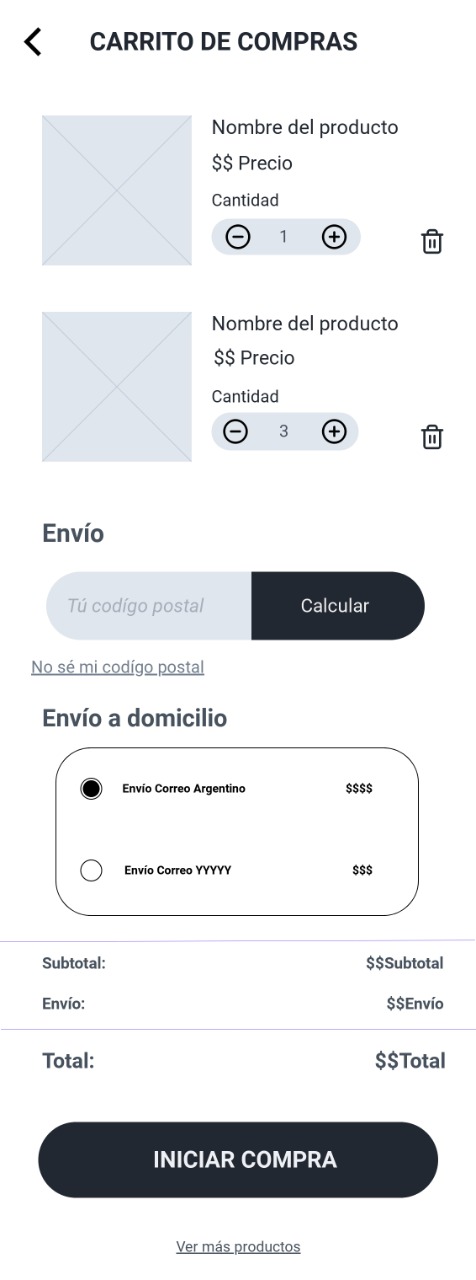 CARRITO DE COMPRAS
Nombre del producto
$$ Precio
Cantidad
1
Nombre del producto
$$ Precio
Cantidad
3
Envío
Tú codígo postal Calcular
No sé mi codígo postal
Envío a domicilio
Envío Correo Argentino $$$$
Envío Correo YYYYY $$$
Subtotal: $$Subtotal
Envío: $$Envío
Total: $$Total
INICIAR COMPRA
Ver más productos